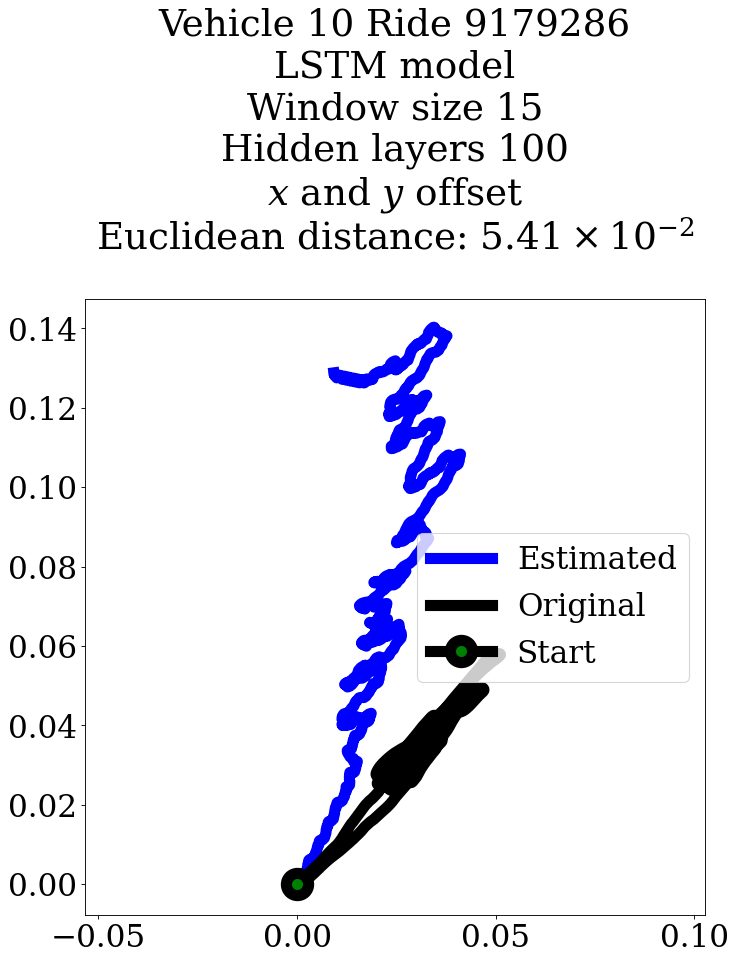 Vehicle 10 Ride 9179286
LSTM model
Window size 15
Hidden layers 100
x and y offset
Euclidean distance: 5.41 × 10⁻²
0.14
0.12
0.10
0.08
0.06
0.04
0.02
0.00
Estimated
Original
Start
−0.05 0.00 0.05 0.10